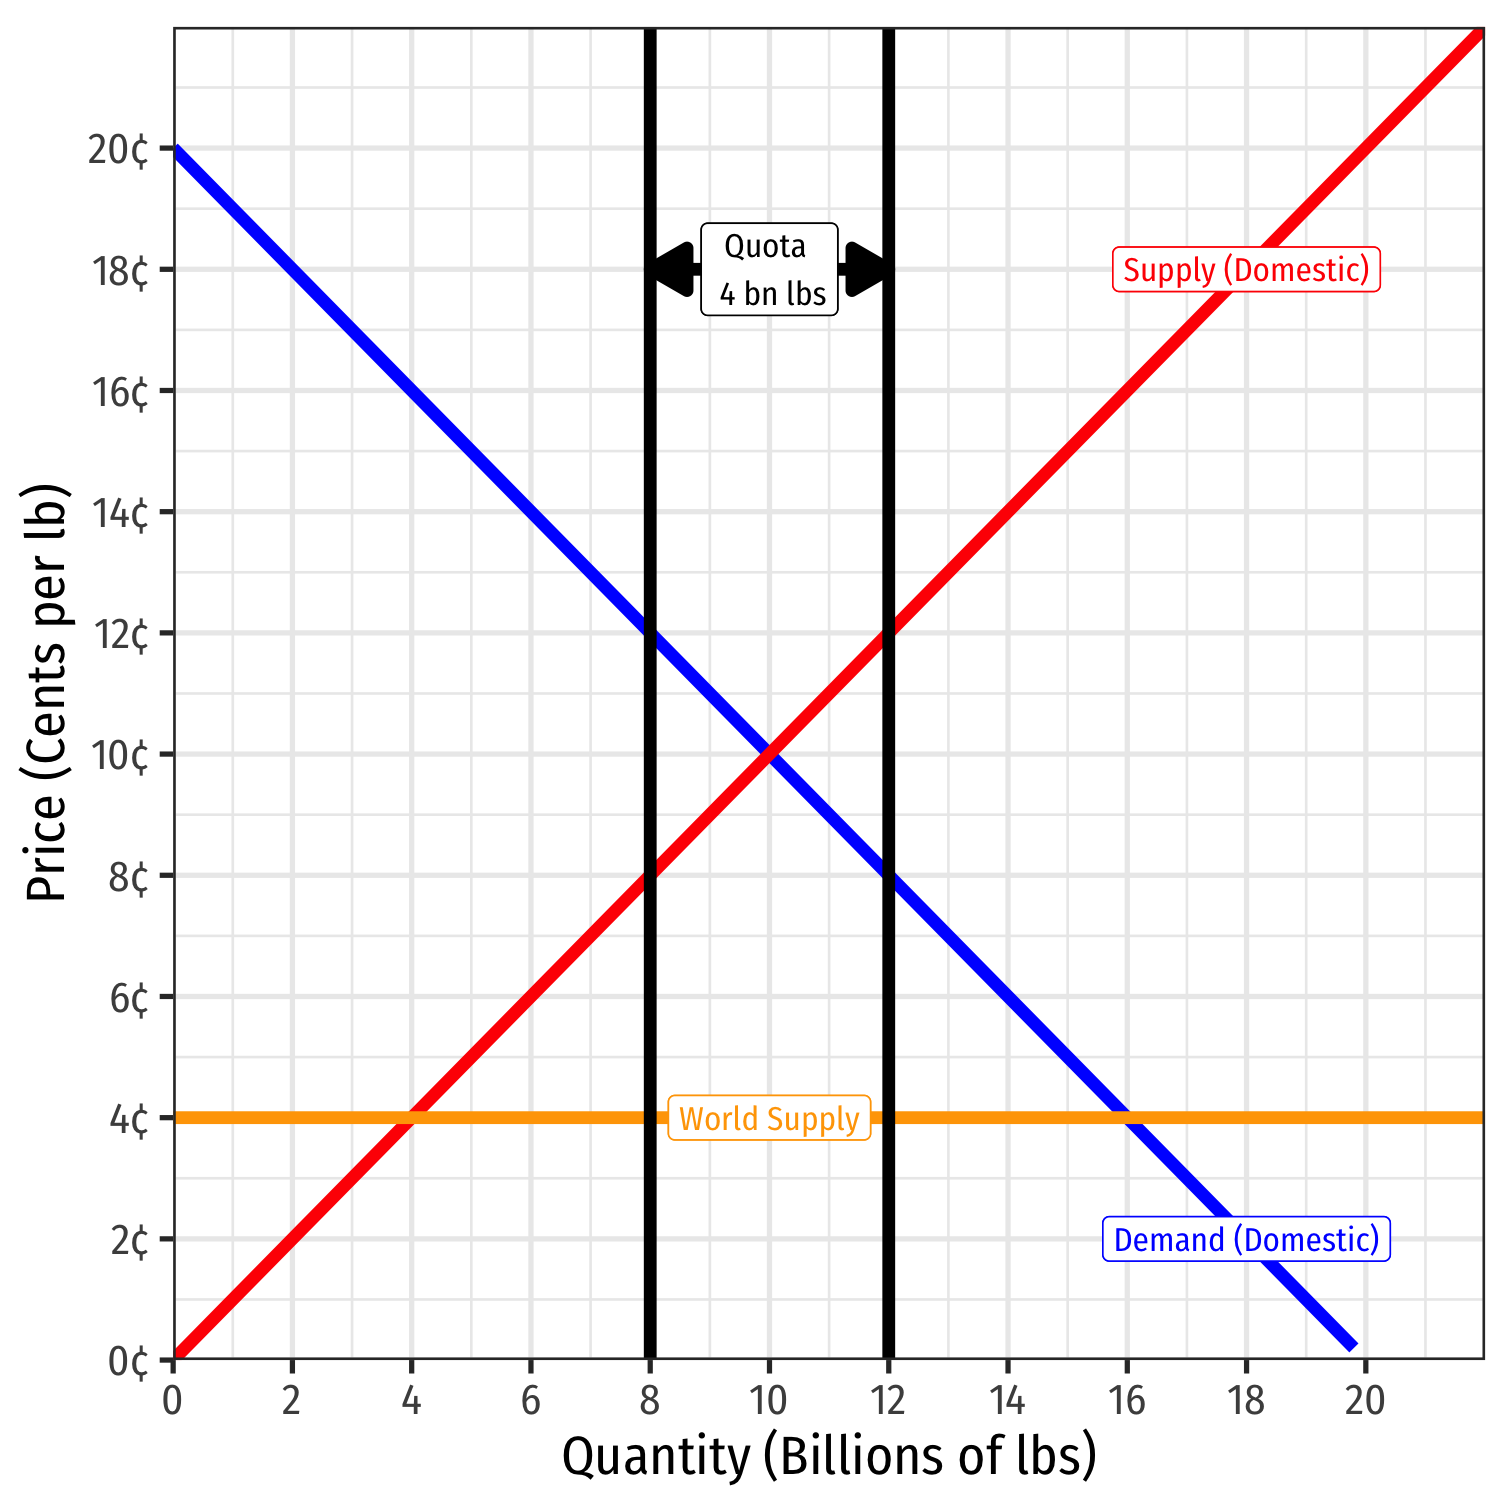 20¢
18¢
16¢
14¢
12¢
10¢
8¢
6¢
4¢
2¢
0¢
Price (Cents per lb)
Quota
4 bn lbs
Supply (Domestic)
World Supply
Demand (Domestic)
0 2 4 6 8 10 12 14 16 18 20
Quantity (Billions of lbs)